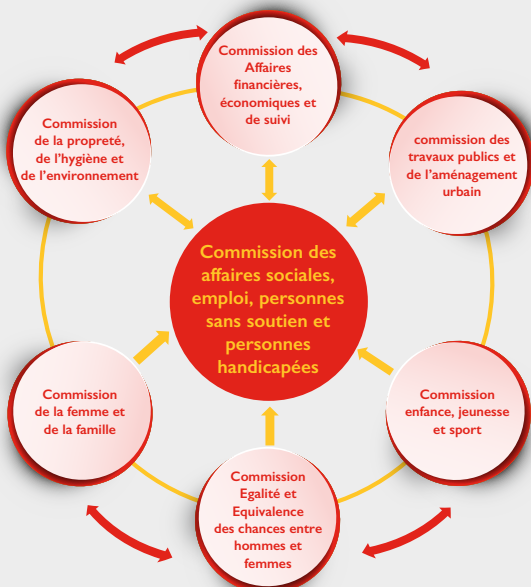 Commission des
Affaires
financières,
économiques et
de suivi
Commission
de la propreté,
de l'hygiène et
de l'environnement
commission des
travaux publics et
de l'aménagement
urbain
Commission des
affaires sociales,
emploi, personnes
sans soutien et
personnes
handicapées
Commission
de la femme et
de la famille
Commission
enfance, jeunesse
et sport
Commission
Egalité et
Equivalence
des chances entre
hommes et
femmes